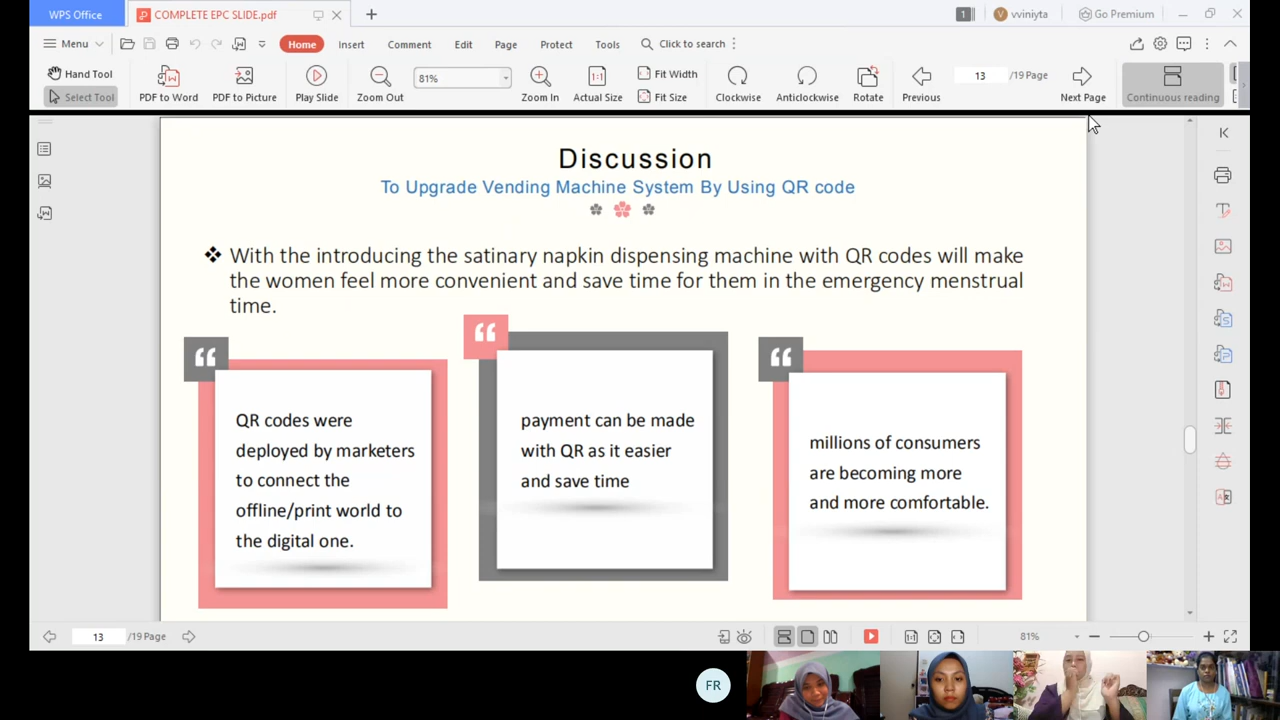 WPS Office
COMPLETE EPC SLIDE.pdf
1
vviniyta
Go Premium
Menu
Home
Insert
Comment
Edit
Page
Protect
Tools
Click to search
Hand Tool
Select Tool
PDF to Word
PDF to Picture
Play Slide
Zoom Out
81%
Zoom In
Actual Size
Fit Width
Fit Size
Clockwise
Anticlockwise
Rotate
Previous
13 /19 Page
Next Page
Continuous reading
Discussion
To Upgrade Vending Machine System By Using QR code
With the introducing the satinary napkin dispensing machine with QR codes will make
the women feel more convenient and save time for them in the emergency menstrual
time.
QR codes were
deployed by marketers
to connect the
offline/print world to
the digital one.
payment can be made
with QR as it easier
and save time
millions of consumers
are becoming more
and more comfortable.
13 /19 Page
81%
FR